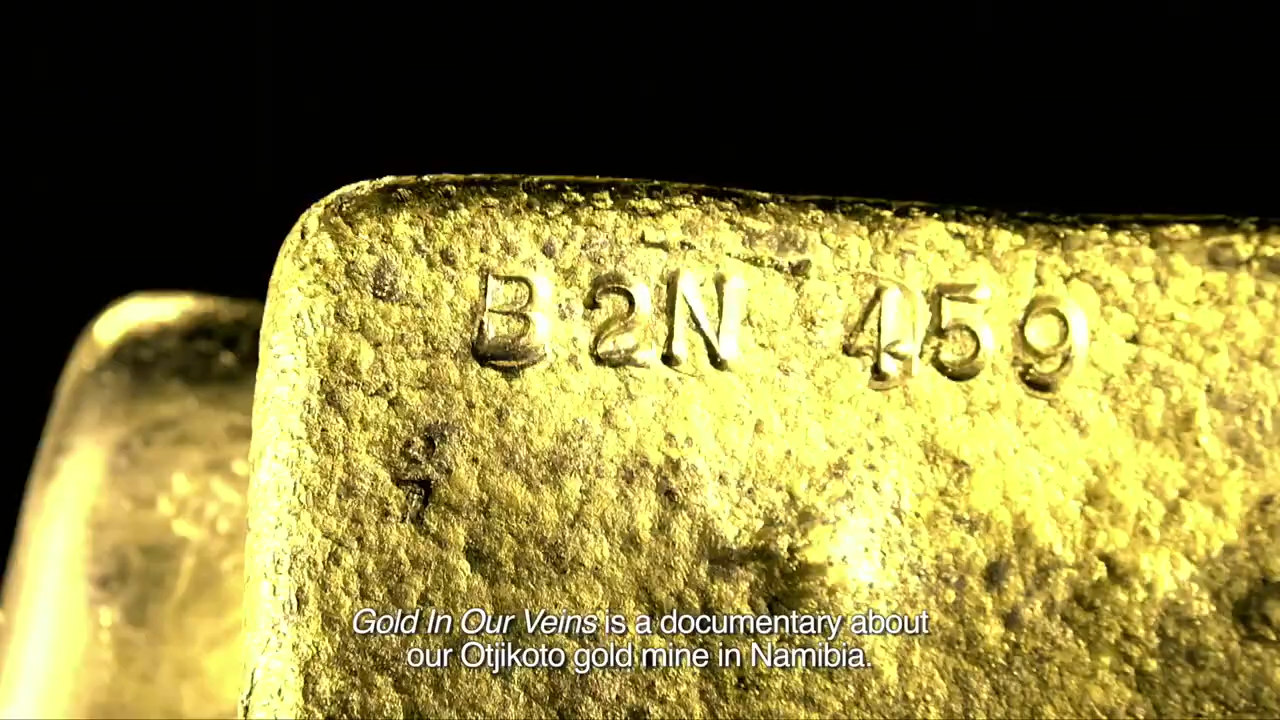 B2N 459
Gold In Our Veins is a documentary about
our Otjikoto gold mine in Namibia.